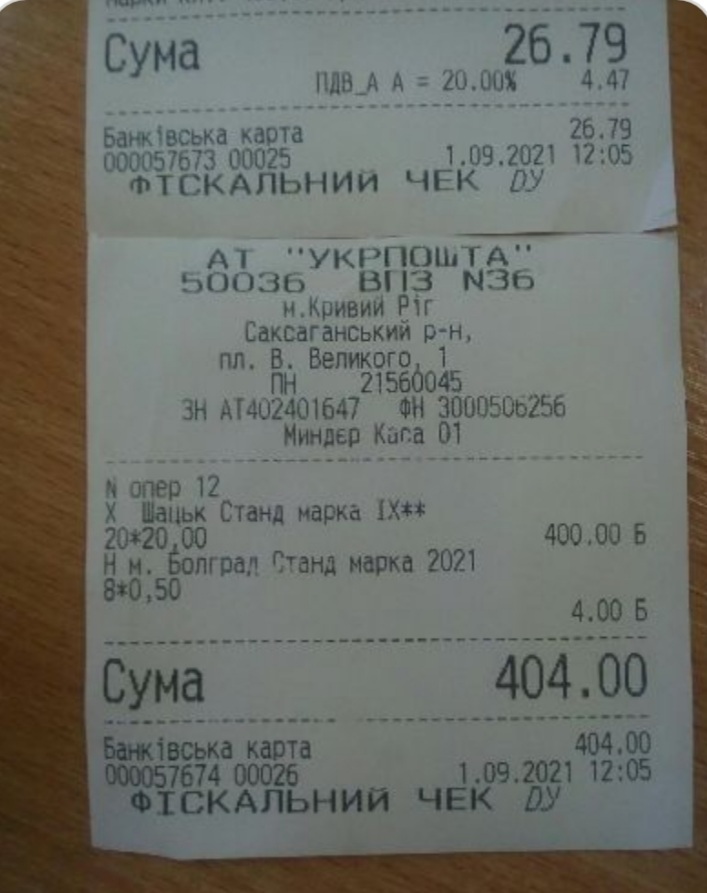 Сума 26.79
ПДВ_А А = 20.00% 4.47
Банківська карта 26.79
000057673 00025 1.09.2021 12:05
ФІСКАЛЬНИЙ ЧЕК
АТ "УКРПОШТА"
50036 ВПЗ N36
м.Кривий Ріг
Саксаганський р-н,
пл. В. Великого, 1
ПН 21560045
ЗН АТ402401647 ФН 3000506256
Миндєр Каса 01
N опер 12
X Шацьк Станд марка IX**
20*20,00 400.00 Б
Н м. Болград Станд марка 2021
8*0,50
4.00 Б
Сума 404.00
Банківська карта 404.00
000057674 00026 1.09.2021 12:05
ФІСКАЛЬНИЙ ЧЕК